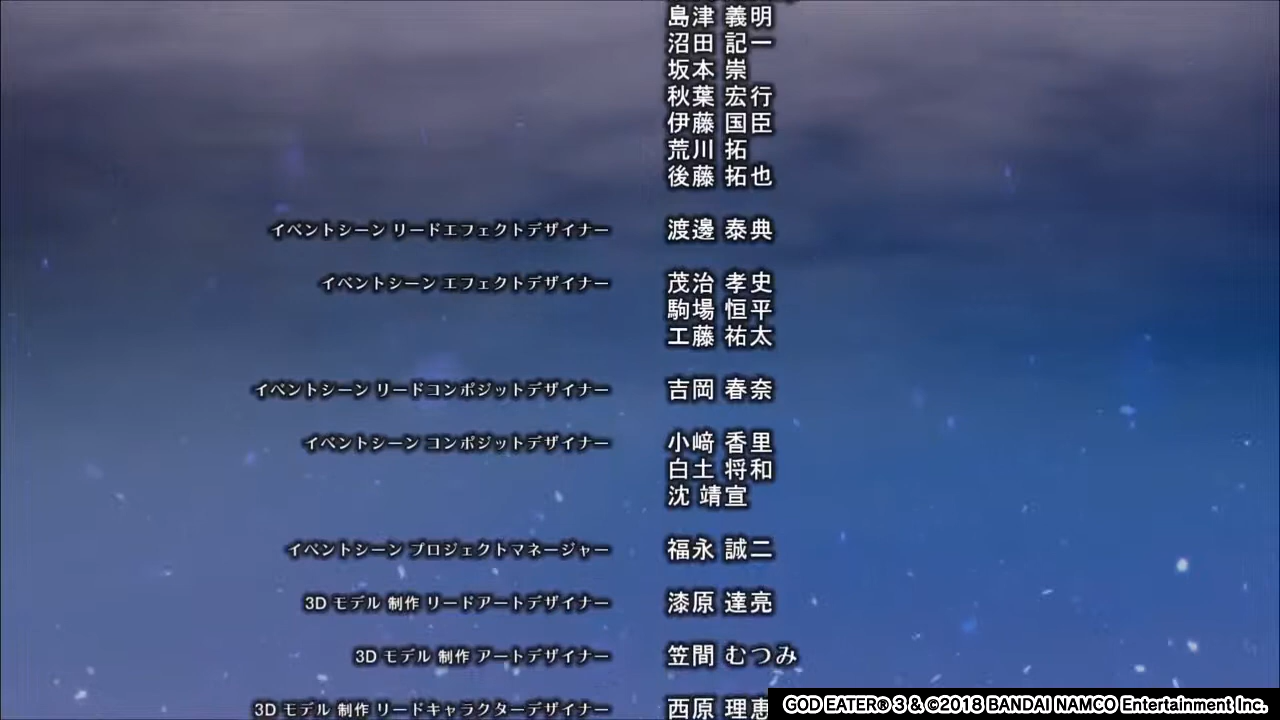 島津 義明
沼田 記一
坂本 崇
秋葉 宏行
伊藤 国臣
荒川 拓
後藤 拓也
イベントシーン リードエフェクトデザイナー 渡邊 泰典
イベントシーン エフェクトデザイナー 茂治 孝史
駒場 恒平
工藤 祐太
イベントシーン リードコンポジットデザイナー 吉岡 春奈
イベントシーン コンポジットデザイナー 小﨑 香里
白土 将和
沈 靖宣
イベントシーン プロジェクトマネージャー 福永 誠二
3D モデル 制作 リードアートデザイナー 漆原 達亮
3D モデル 制作 アートデザイナー 笠間 むつみ
3D モデル 制作 リードキャラクターデザイナー 西原 理恵
GOD EATER® 3 & ©2018 BANDAI NAMCO Entertainment Inc.